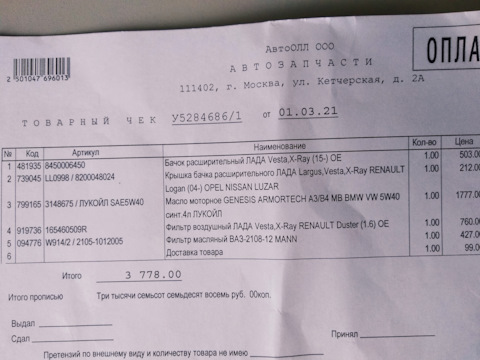 АвтоОЛЛ ООО
ОПЛА
АВТОЗАПЧАСТИ
2 501047 696013
111402, г. Москва, ул. Кетчерская, д. 2А
ТОВАРНЫЙ ЧЕК У5284686/1 от 01.03.21
№ Код Артикул Наименование Кол-во Цена
1 481935 8450006450 Бачок расширительный ЛАДА Vesta,X-Ray (15-) OE 1.00 503.00
2 739045 LL0998 / 8200048024 Крышка бачка расширительного ЛАДА Largus,Vesta,X-Ray RENAULT 1.00 212.00
Logan (04-) OPEL NISSAN LUZAR
3 799165 3148675 / ЛУКОЙЛ SAE5W40 Масло моторное GENESIS ARMORTECH A3/B4 MB BMW VW 5W40 1.00 1777.00
синт.4л ЛУКОЙЛ
4 919736 165460509R Фильтр воздушный ЛАДА Vesta,X-Ray RENAULT Duster (1.6) OE 1.00 760.00
5 094776 W914/2 / 2105-1012005 Фильтр масляный ВАЗ-2108-12 MANN 1.00 427.00
6 Доставка товара 1.00 99.00
Итого 3 778.00
Итого прописью Три тысячи семьсот семьдесят восемь руб. 00коп.
Выдал
Сдал Принял
Претензий по внешнему виду и количеству товара не имею